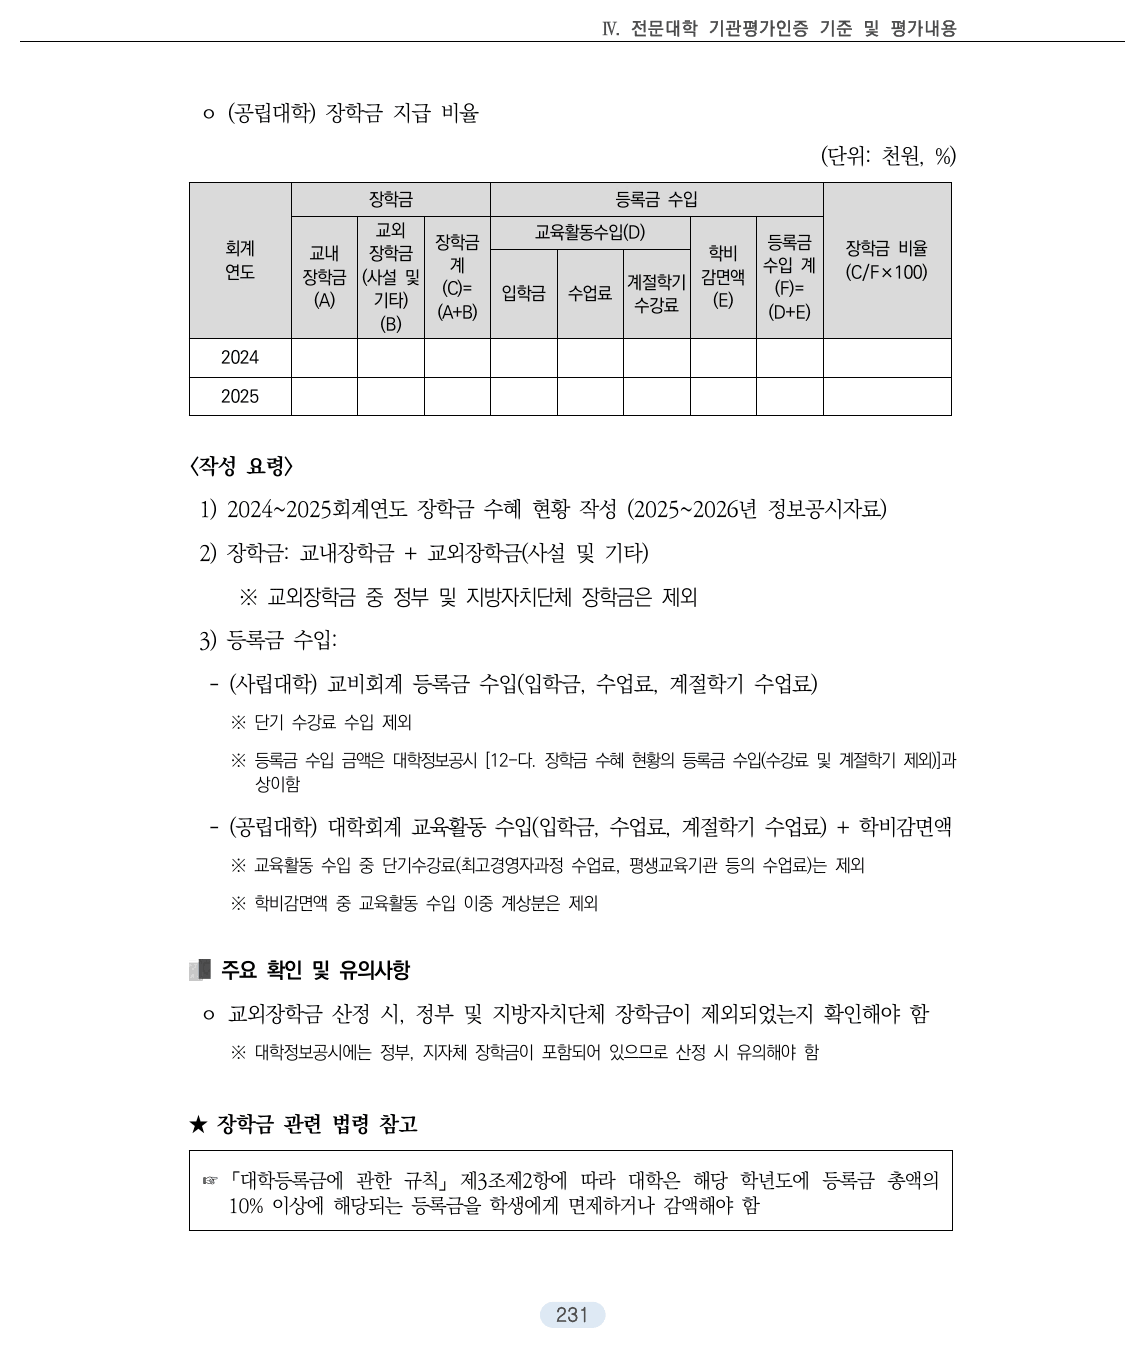 Ⅳ. 전문대학 기관평가인증 기준 및 평가내용
ㅇ (공립대학) 장학금 지급 비율
(단위: 천원, %)
회계
연도
장학금
등록금 수입
장학금 비율
(C/F×100)
교내
장학금
(A)
교외
장학금
(사설 및
기타)
(B)
장학금
계
(C)=
(A+B)
교육활동수입(D)
학비
감면액
(E)
등록금
수입 계
(F)=
(D+E)
입학금
수업료
계절학기
수강료
2024
2025
〈작성 요령〉
1) 2024~2025회계연도 장학금 수혜 현황 작성 (2025~2026년 정보공시자료)
2) 장학금: 교내장학금 + 교외장학금(사설 및 기타)
※ 교외장학금 중 정부 및 지방자치단체 장학금은 제외
3) 등록금 수입:
- (사립대학) 교비회계 등록금 수입(입학금, 수업료, 계절학기 수업료)
※ 단기 수강료 수입 제외
※ 등록금 수입 금액은 대학정보공시 [12-다. 장학금 수혜 현황의 등록금 수입(수강료 및 계절학기 제외)]과
상이함
- (공립대학) 대학회계 교육활동 수입(입학금, 수업료, 계절학기 수업료) + 학비감면액
※ 교육활동 수입 중 단기수강료(최고경영자과정 수업료, 평생교육기관 등의 수업료)는 제외
※ 학비감면액 중 교육활동 수입 이중 계상분은 제외
주요 확인 및 유의사항
ㅇ 교외장학금 산정 시, 정부 및 지방자치단체 장학금이 제외되었는지 확인해야 함
※ 대학정보공시에는 정부, 지자체 장학금이 포함되어 있으므로 산정 시 유의해야 함
★ 장학금 관련 법령 참고
☞ 「대학등록금에 관한 규칙」 제3조제2항에 따라 대학은 해당 학년도에 등록금 총액의
10% 이상에 해당되는 등록금을 학생에게 면제하거나 감액해야 함
231